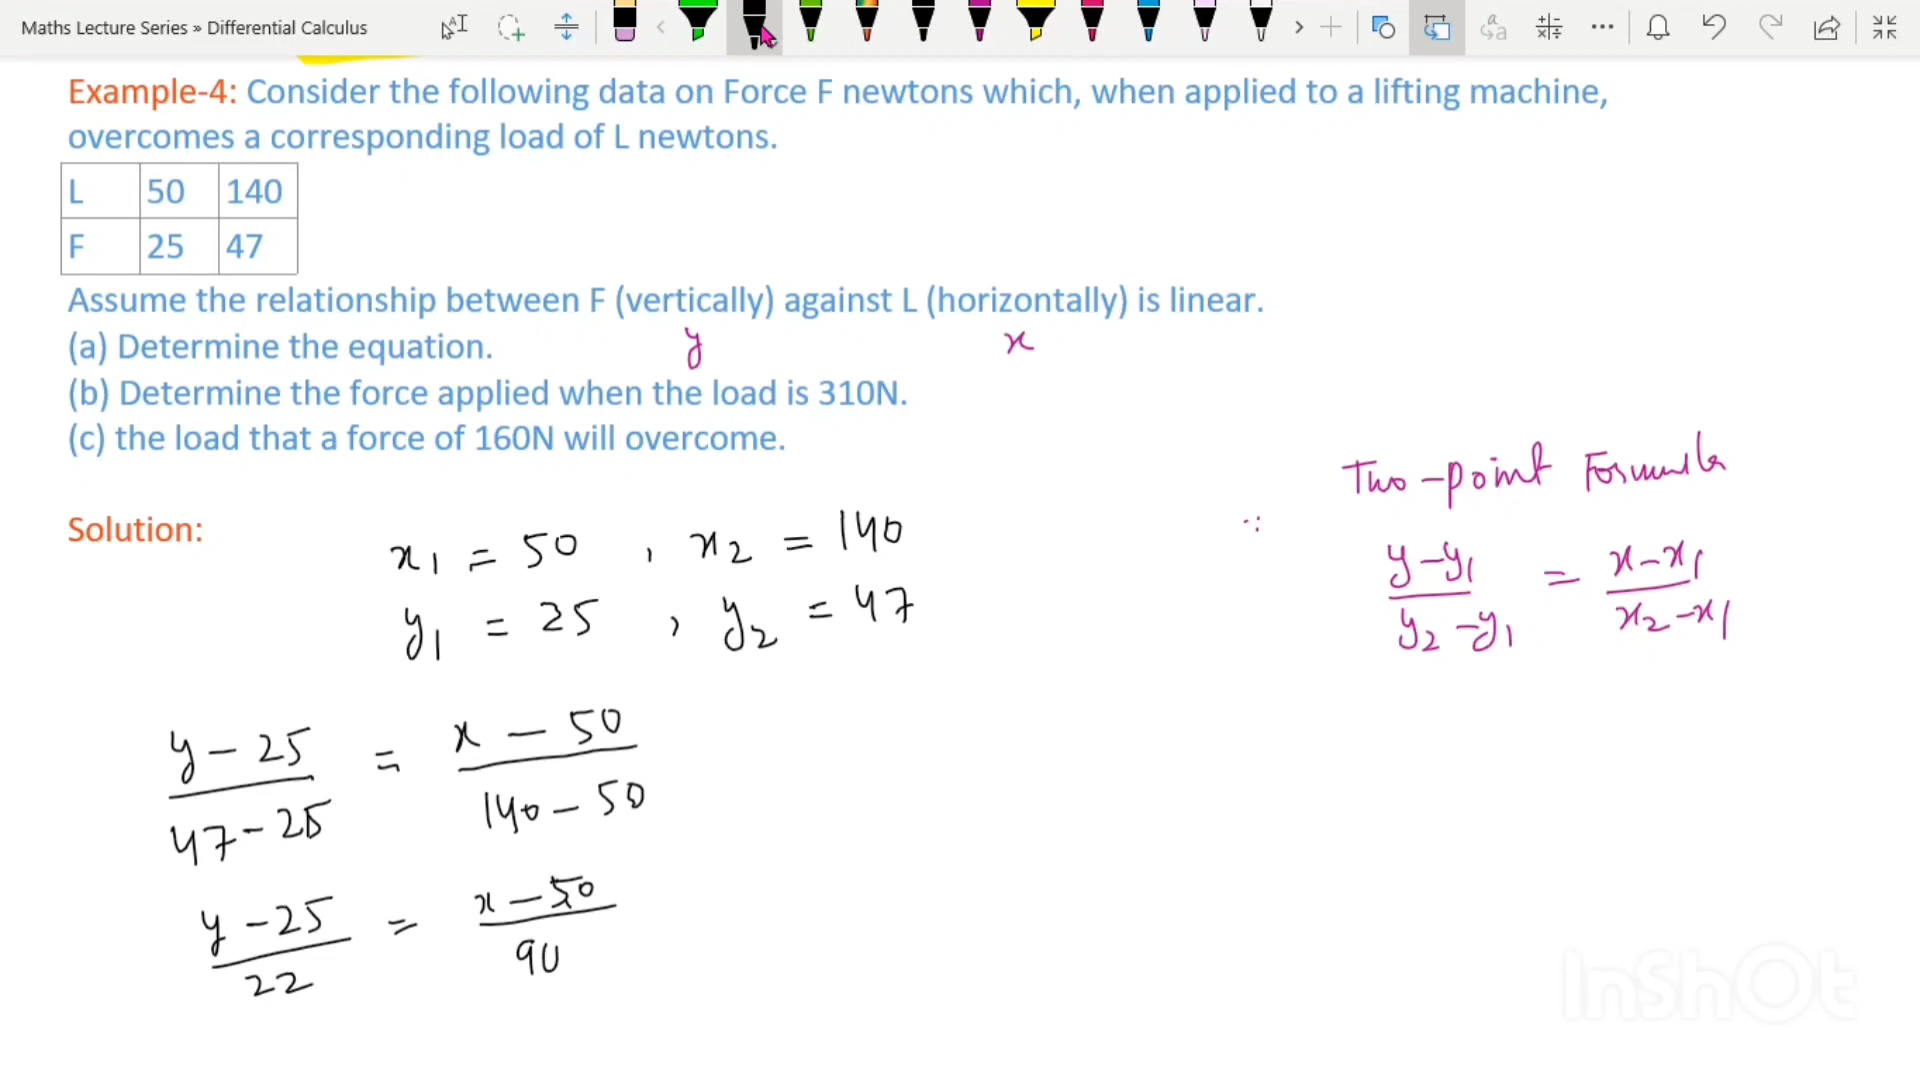 Maths Lecture Series » Differential Calculus
Example-4: Consider the following data on Force F newtons which, when applied to a lifting machine,
overcomes a corresponding load of L newtons.
L 50 140
F 25 47
Assume the relationship between F (vertically) against L (horizontally) is linear.
y x
(a) Determine the equation.
(b) Determine the force applied when the load is 310N.
(c) the load that a force of 160N will overcome.
Two-point Formula
∵ (y-y₁)/(y₂-y₁) = (x-x₁)/(x₂-x₁)
Solution:
x₁ = 50 , x₂ = 140
y₁ = 25 , y₂ = 47
(y-25)/(47-25) = (x-50)/(140-50)
(y-25)/22 = (x-50)/90
InShOt